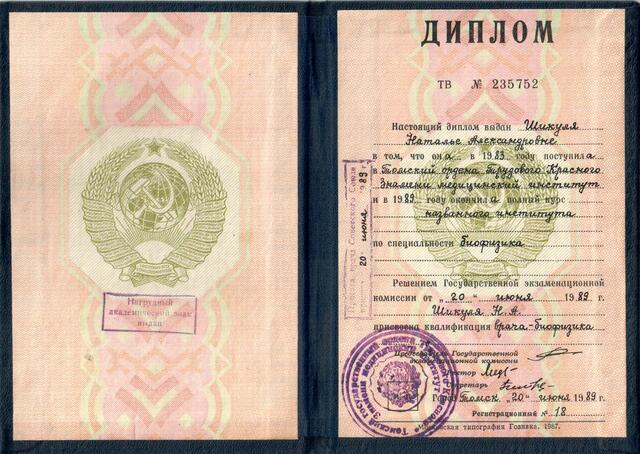 Нагрудный
академический знак
выдан
ДИПЛОМ
ТВ № 235752
Настоящий диплом выдан Шикуля
Наталье Александровне
в том, что она в 1983 году поступила
в Томский ордена Трудового Красного
Знамени медицинский институт
и в 1989 году окончила полный курс
названного института
по специальности биофизика
Решением Государственной экзаменационной
комиссии от „20“ июня 1989 г.
Шикуля Н.А.
присвоена квалификация врача-биофизика
Председатель Государственной
экзаменационной комиссии
Ректор
Секретарь
Город Томск „20“ июня 1989 г.
Регистрационный № 18
Московская типография Гознака. 1987.
20 июня 1989 г.